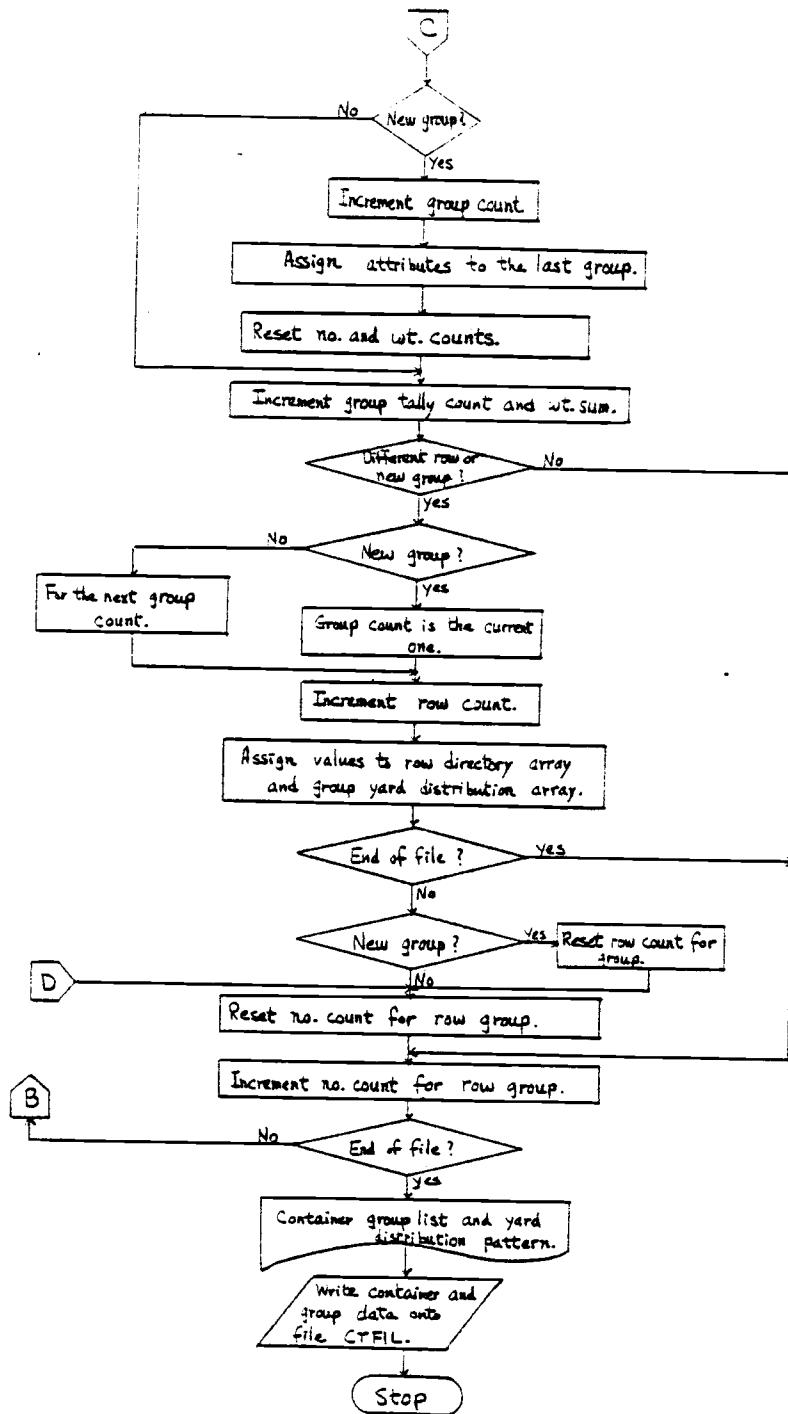 C
New group?
No
Yes
Increment group count
Assign attributes to the last group.
Reset no. and wt. counts.
Increment group tally count and wt. sum.
Different row or
new group?
No
Yes
New group?
No
Yes
For the next group
count.
Group count is the current
one.
Increment row count.
Assign values to row directory array
and group yard distribution array.
End of file?
Yes
No
New group?
Yes
Reset row count for
group.
No
D
Reset no. count for row group.
Increment no. count for row group.
B
No
End of file?
Yes
Container group list and yard
distribution pattern.
Write container and
group data onto
file CTFIL.
Stop